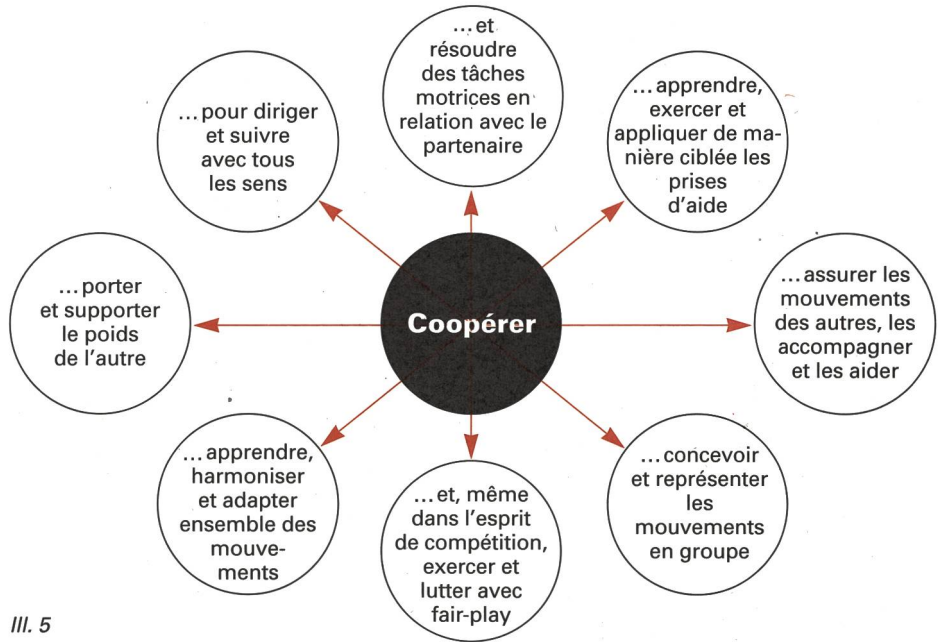 …et
résoudre
des tâches
motrices en
relation avec le
partenaire
…apprendre,
exercer et
appliquer de ma-
nière ciblée les
prises
d'aide
…assurer les
mouvements
des autres, les
accompagner
et les aider
…concevoir
et représenter
les
mouvements
en groupe
…et, même
dans l'esprit
de compétition,
exercer et
lutter avec
fair-play
…apprendre,
harmoniser
et adapter
ensemble des
mouve-
ments
…porter
et supporter
le poids
de l'autre
…pour diriger
et suivre
avec tous
les sens
Coopérer
Ill. 5